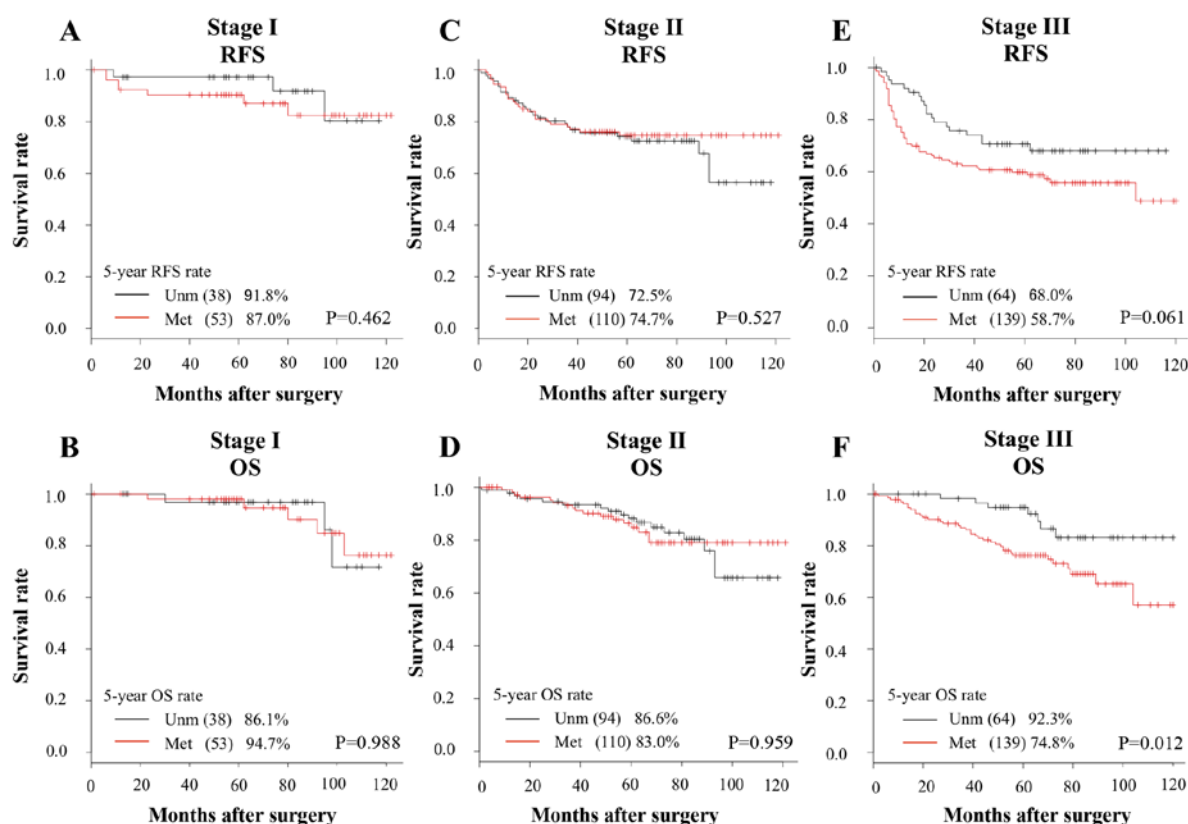 A
Stage I
RFS
Survival rate
1.0
0.8
0.6
0.4
0.2
0.0
5-year RFS rate
Unm (38) 91.8%
Met (53) 87.0%
P=0.462
0 20 40 60 80 100 120
Months after surgery
C
Stage II
RFS
Survival rate
1.0
0.8
0.6
0.4
0.2
0.0
5-year RFS rate
Unm (94) 72.5%
Met (110) 74.7%
P=0.527
0 20 40 60 80 100 120
Months after surgery
E
Stage III
RFS
Survival rate
1.0
0.8
0.6
0.4
0.2
0.0
5-year RFS rate
Unm (64) 68.0%
Met (139) 58.7%
P=0.061
0 20 40 60 80 100 120
Months after surgery
B
Stage I
OS
Survival rate
1.0
0.8
0.6
0.4
0.2
0.0
5-year OS rate
Unm (38) 86.1%
Met (53) 94.7%
P=0.988
0 20 40 60 80 100 120
Months after surgery
D
Stage II
OS
Survival rate
1.0
0.8
0.6
0.4
0.2
0.0
5-year OS rate
Unm (94) 86.6%
Met (110) 83.0%
P=0.959
0 20 40 60 80 100 120
Months after surgery
F
Stage III
OS
Survival rate
1.0
0.8
0.6
0.4
0.2
0.0
5-year OS rate
Unm (64) 92.3%
Met (139) 74.8%
P=0.012
0 20 40 60 80 100 120
Months after surgery